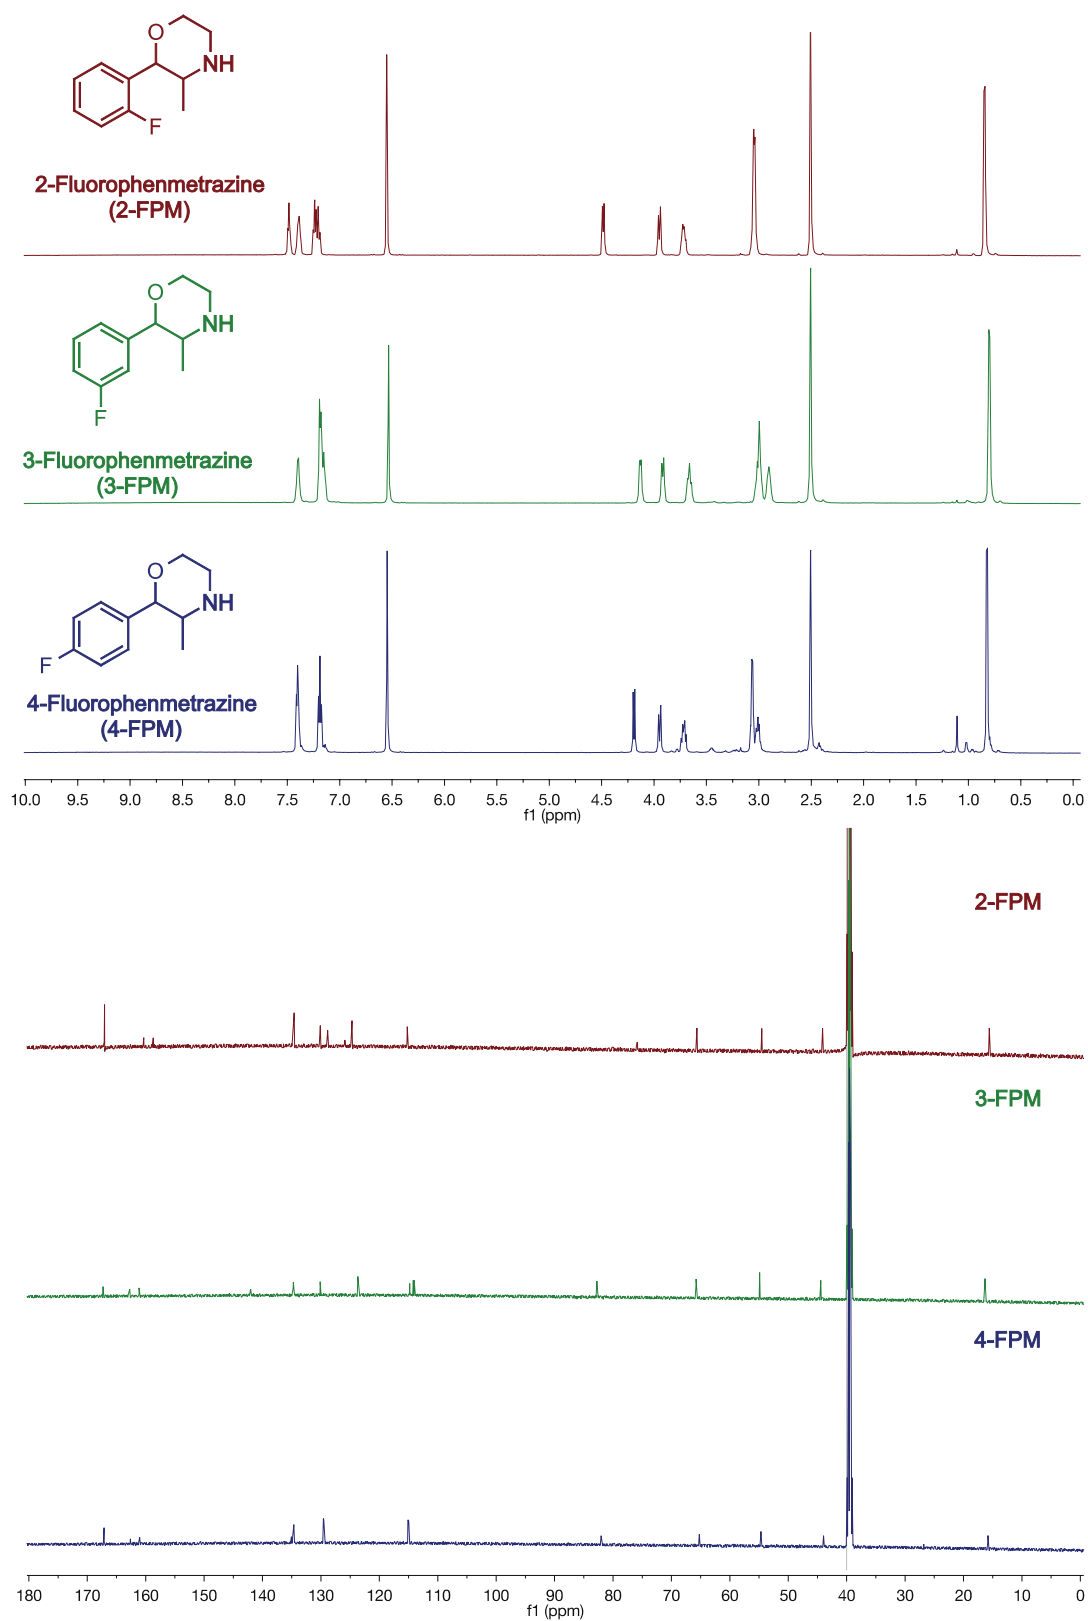 O
NH
F
2-Fluorophenmetrazine
(2-FPM)
O
NH
F
3-Fluorophenmetrazine
(3-FPM)
O
NH
F
4-Fluorophenmetrazine
(4-FPM)
10.0 9.5 9.0 8.5 8.0 7.5 7.0 6.5 6.0 5.5 5.0 4.5 4.0 3.5 3.0 2.5 2.0 1.5 1.0 0.5 0.0
f1 (ppm)
2-FPM
3-FPM
4-FPM
180 170 160 150 140 130 120 110 100 90 80 70 60 50 40 30 20 10 0
f1 (ppm)